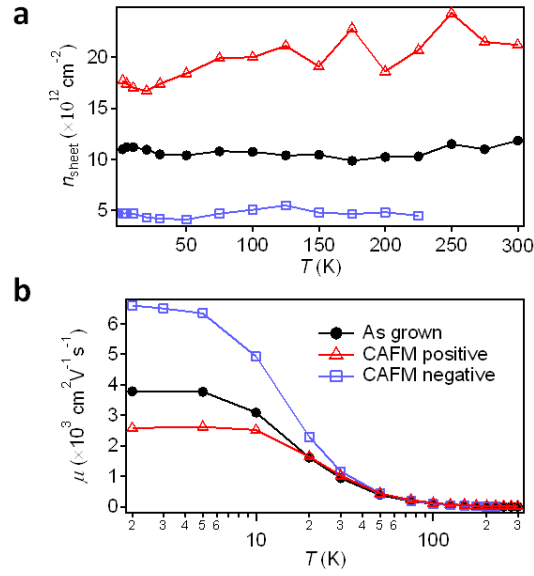 a
n_sheet (×10^12 cm^-2)
20
15
10
5
50 100 150 200 250 300
T (K)
b
μ (×10^3 cm^2V^-1s^-1)
6
5
4
3
2
1
0
As grown
CAFM positive
CAFM negative
2 3 4 5 6 10 2 3 4 5 6 100 2 3
T (K)